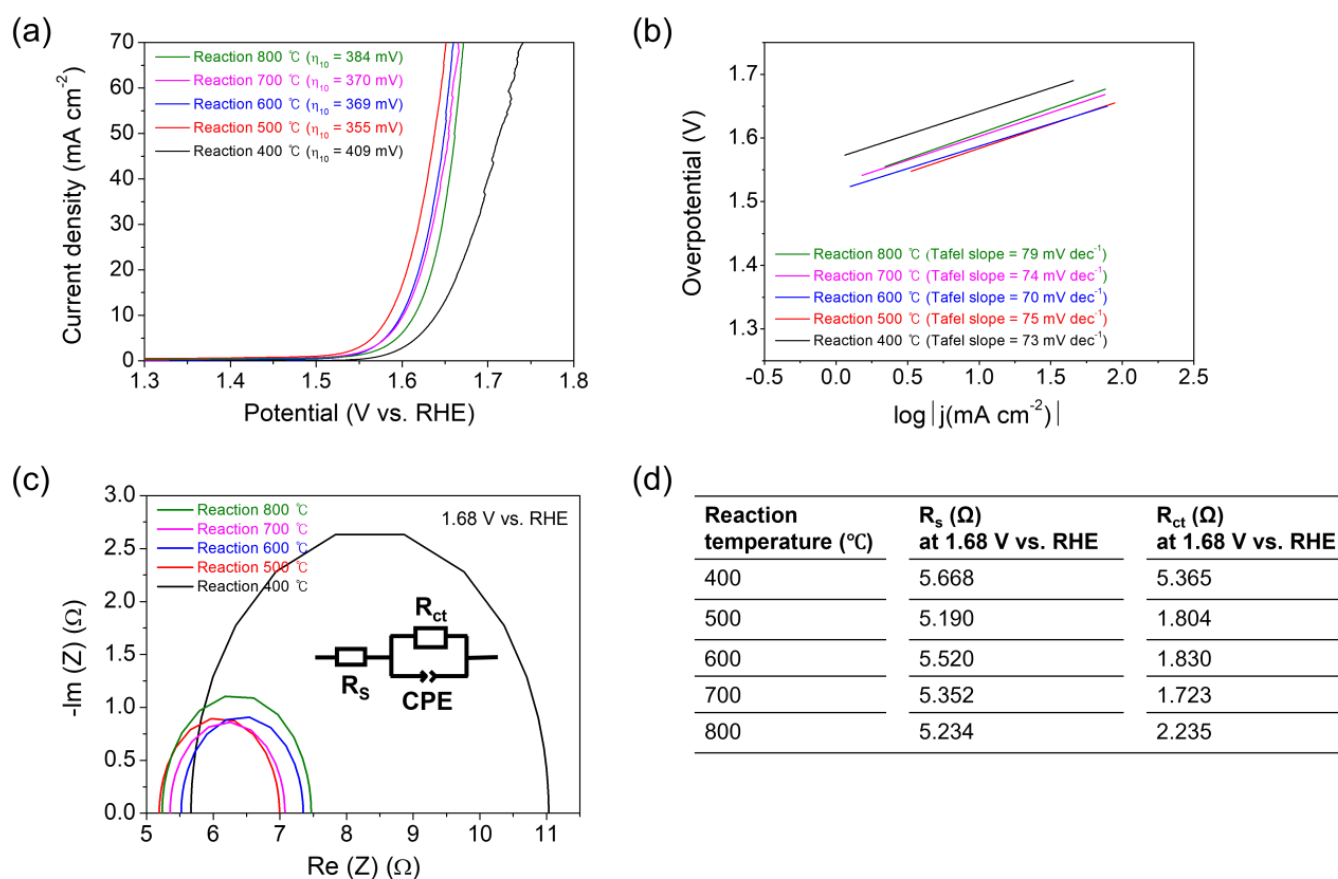 (a)
70
60
50
40
30
20
10
0
Current density (mA cm⁻²)
Reaction 800 ℃ (η₁₀ = 384 mV)
Reaction 700 ℃ (η₁₀ = 370 mV)
Reaction 600 ℃ (η₁₀ = 369 mV)
Reaction 500 ℃ (η₁₀ = 355 mV)
Reaction 400 ℃ (η₁₀ = 409 mV)
1.3 1.4 1.5 1.6 1.7 1.8
Potential (V vs. RHE)
(b)
1.7
1.6
1.5
1.4
1.3
Overpotential (V)
Reaction 800 ℃ (Tafel slope = 79 mV dec⁻¹)
Reaction 700 ℃ (Tafel slope = 74 mV dec⁻¹)
Reaction 600 ℃ (Tafel slope = 70 mV dec⁻¹)
Reaction 500 ℃ (Tafel slope = 75 mV dec⁻¹)
Reaction 400 ℃ (Tafel slope = 73 mV dec⁻¹)
-0.5 0.0 0.5 1.0 1.5 2.0 2.5
log |j(mA cm⁻²)|
(c)
3.0
2.5
2.0
1.5
1.0
0.5
0.0
-Im (Z) (Ω)
Reaction 800 ℃
Reaction 700 ℃
Reaction 600 ℃
Reaction 500 ℃
Reaction 400 ℃
1.68 V vs. RHE
R_ct
R_S
CPE
5 6 7 8 9 10 11
Re (Z) (Ω)
(d)
Reaction R_s (Ω) R_ct (Ω)
temperature (℃) at 1.68 V vs. RHE at 1.68 V vs. RHE
400 5.668 5.365
500 5.190 1.804
600 5.520 1.830
700 5.352 1.723
800 5.234 2.235